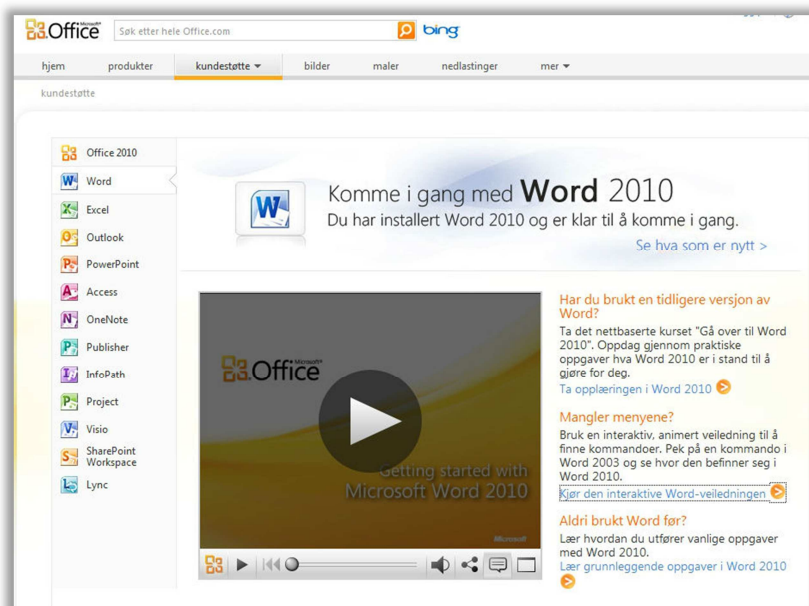 Microsoft®
Office
Søk etter hele Office.com
bing
hjem produkter kundestøtte bilder maler nedlastinger mer
kundestøtte
Office 2010
Word
Excel
Outlook
PowerPoint
Access
OneNote
Publisher
InfoPath
Project
Visio
SharePoint
Workspace
Lync
Komme i gang med Word 2010
Du har installert Word 2010 og er klar til å komme i gang.
Se hva som er nytt >
Microsoft®
Office
Getting started with
Microsoft Word 2010
Microsoft
Har du brukt en tidligere versjon av
Word?
Ta det nettbaserte kurset "Gå over til Word
2010". Oppdag gjennom praktiske
oppgaver hva Word 2010 er i stand til å
gjøre for deg.
Ta opplæringen i Word 2010
Mangler menyene?
Bruk en interaktiv, animert veiledning til å
finne kommandoer. Pek på en kommando i
Word 2003 og se hvor den befinner seg i
Word 2010.
Kjør den interaktive Word-veiledningen
Aldri brukt Word før?
Lær hvordan du utfører vanlige oppgaver
med Word 2010.
Lær grunnleggende oppgaver i Word 2010